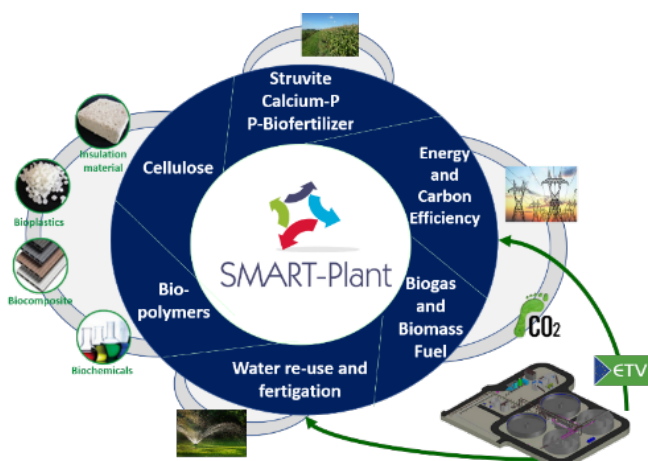 Struvite
Calcium-P
P-Biofertilizer
Energy
and
Carbon
Efficiency
Cellulose
Insulation
material
Bioplastics
Biocomposite
Biochemicals
SMART-Plant
Bio-
polymers
Biogas
and
Biomass
Fuel
CO2
Water re-use and
fertigation
ETV